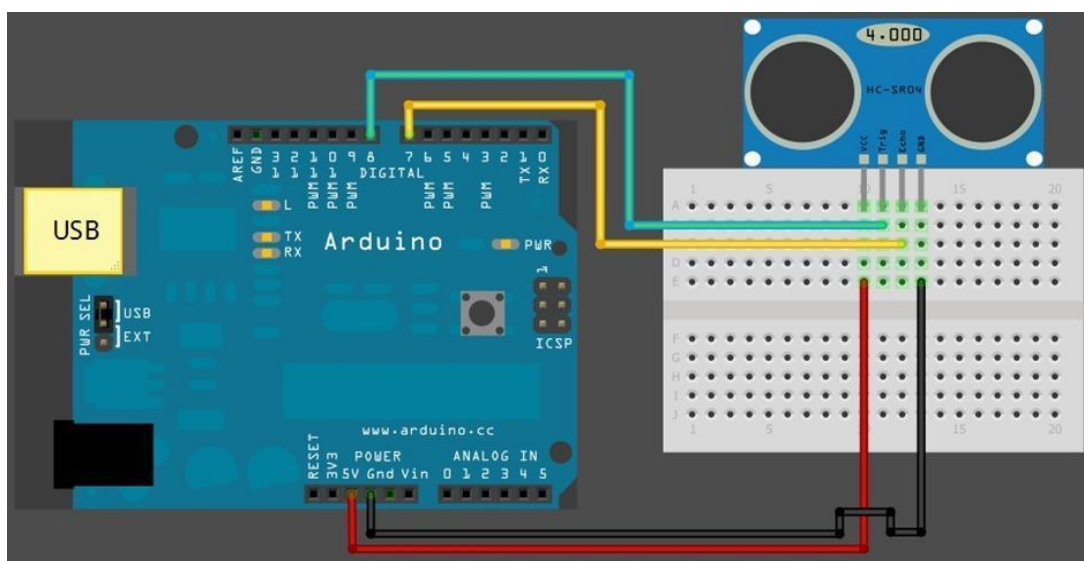 4.000
HC-SR04
VCC Trig Echo GND
AREF GND 13 12 11 10 9 8 7 6 5 4 3 2 1 0
DIGITAL
PWM PWM PWM PWM PWM PWM TX RX
L
TX
RX
Arduino
PWR
USB
1
ICSP
PWR SEL
USB
EXT
www.arduino.cc
POWER
ANALOG IN
RESET 3V3 5V Gnd Vin 0 1 2 3 4 5
1 5 10 15 20
A
D
E
F
G
H
I
J
1 5 10 15 20